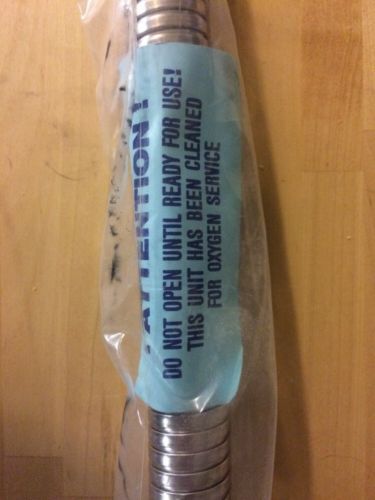 ! ATTENTION !
DO NOT OPEN UNTIL READY FOR USE!
THIS UNIT HAS BEEN CLEANED
FOR OXYGEN SERVICE